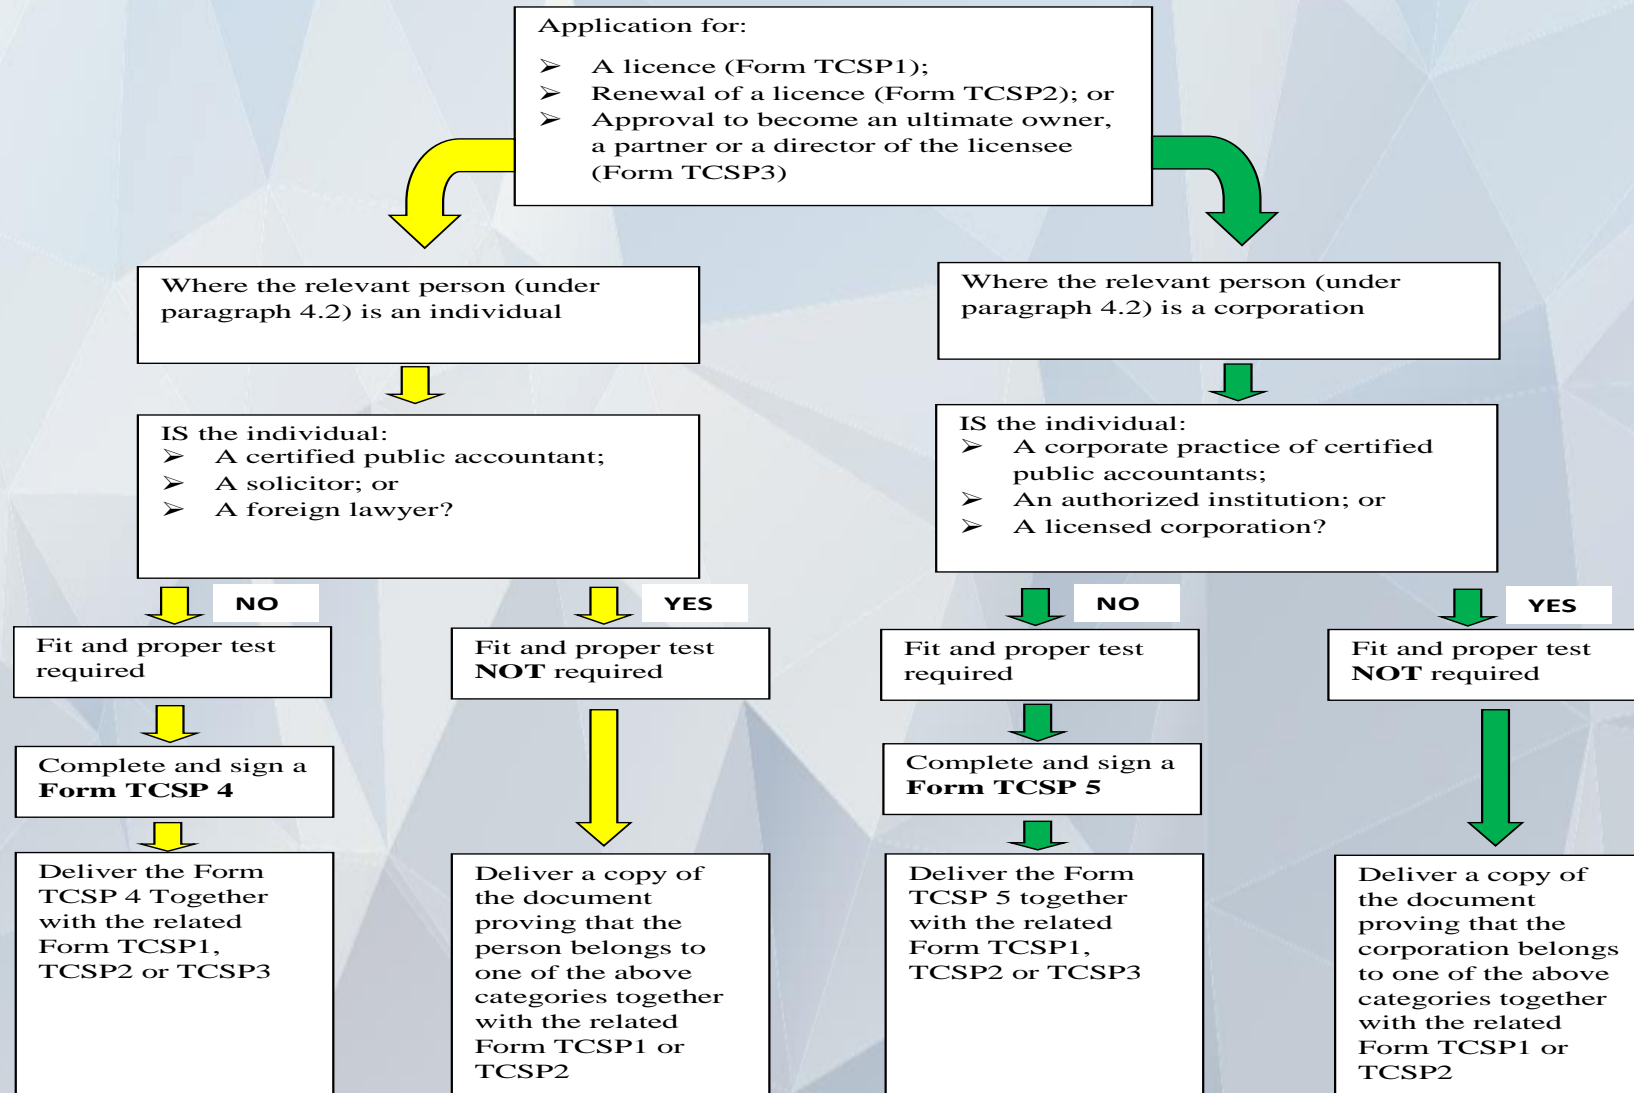 Application for:
➢ A licence (Form TCSP1);
➢ Renewal of a licence (Form TCSP2); or
➢ Approval to become an ultimate owner,
a partner or a director of the licensee
(Form TCSP3)
Where the relevant person (under
paragraph 4.2) is an individual
Where the relevant person (under
paragraph 4.2) is a corporation
IS the individual:
➢ A certified public accountant;
➢ A solicitor; or
➢ A foreign lawyer?
IS the individual:
➢ A corporate practice of certified
public accountants;
➢ An authorized institution; or
➢ A licensed corporation?
NO
YES
NO
YES
Fit and proper test
required
Fit and proper test
NOT required
Fit and proper test
required
Fit and proper test
NOT required
Complete and sign a
Form TCSP 4
Complete and sign a
Form TCSP 5
Deliver the Form
TCSP 4 Together
with the related
Form TCSP1,
TCSP2 or TCSP3
Deliver a copy of
the document
proving that the
person belongs to
one of the above
categories together
with the related
Form TCSP1 or
TCSP2
Deliver the Form
TCSP 5 together
with the related
Form TCSP1,
TCSP2 or TCSP3
Deliver a copy of
the document
proving that the
corporation belongs
to one of the above
categories together
with the related
Form TCSP1 or
TCSP2